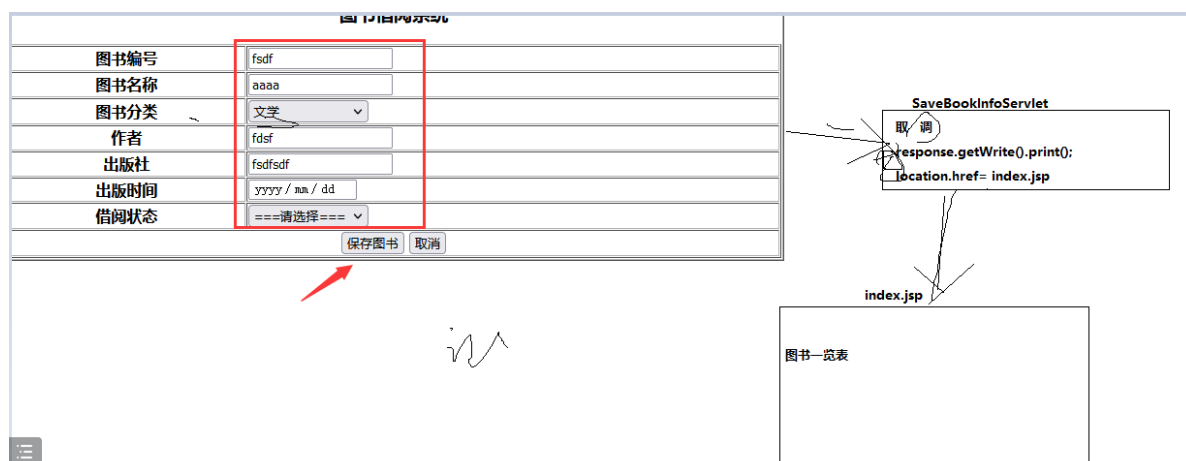 图书借阅系统
图书编号 fsdf
图书名称 aaaa
图书分类 文学
作者 fdsf
出版社 fsdfsdf
出版时间 yyyy / mm / dd
借阅状态 ===请选择===
保存图书 取消
SaveBookInfoServlet
取 调
response.getWrite().print();
location.href= index.jsp
index.jsp
图书一览表